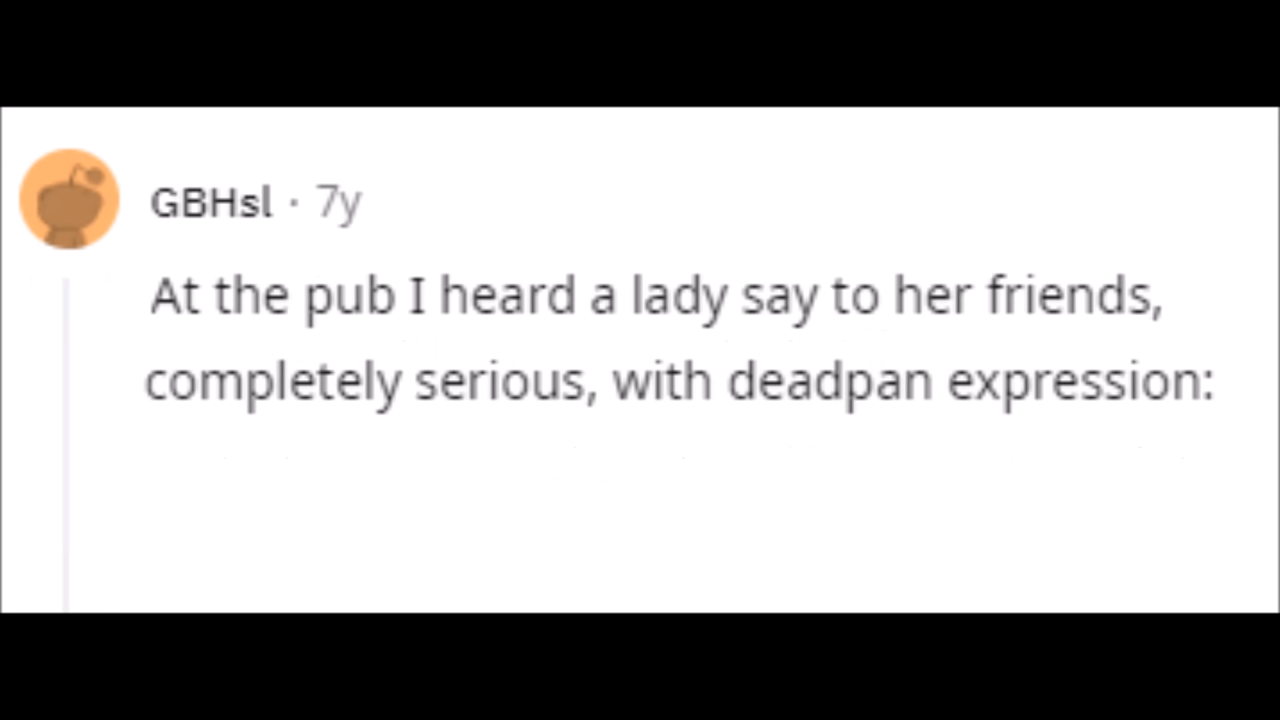 GBHsl · 7y
At the pub I heard a lady say to her friends,
completely serious, with deadpan expression: